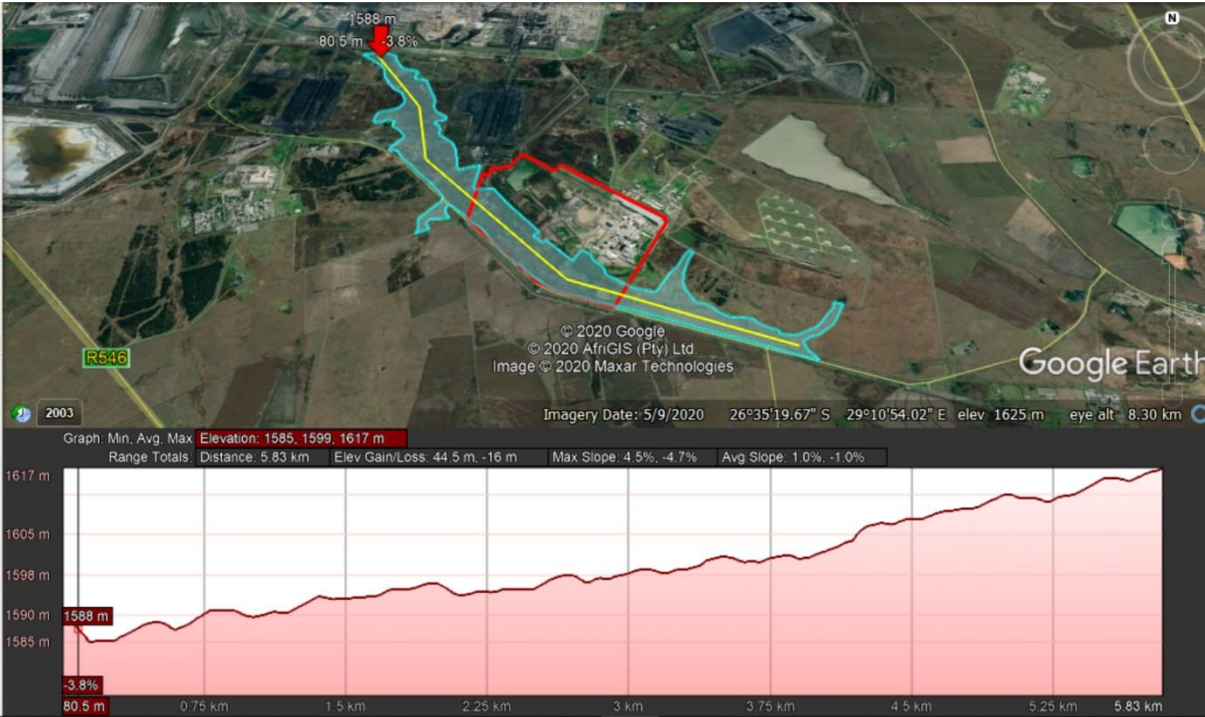 1588 m
80.5 m -3.8%
N
R546
© 2020 Google
© 2020 AfriGIS (Pty) Ltd.
Image © 2020 Maxar Technologies
Google Earth
2003
Imagery Date: 5/9/2020 26°35'19.67" S 29°10'54.02" E elev 1625 m eye alt 8.30 km
Graph: Min, Avg, Max Elevation: 1585, 1599, 1617 m
Range Totals: Distance: 5.83 km Elev Gain/Loss: 44.5 m, -16 m Max Slope: 4.5%, -4.7% Avg Slope: 1.0%, -1.0%
1617 m
1605 m
1598 m
1590 m
1588 m
1585 m
-3.8%
80.5 m 0.75 km 1.5 km 2.25 km 3 km 3.75 km 4.5 km 5.25 km 5.83 km